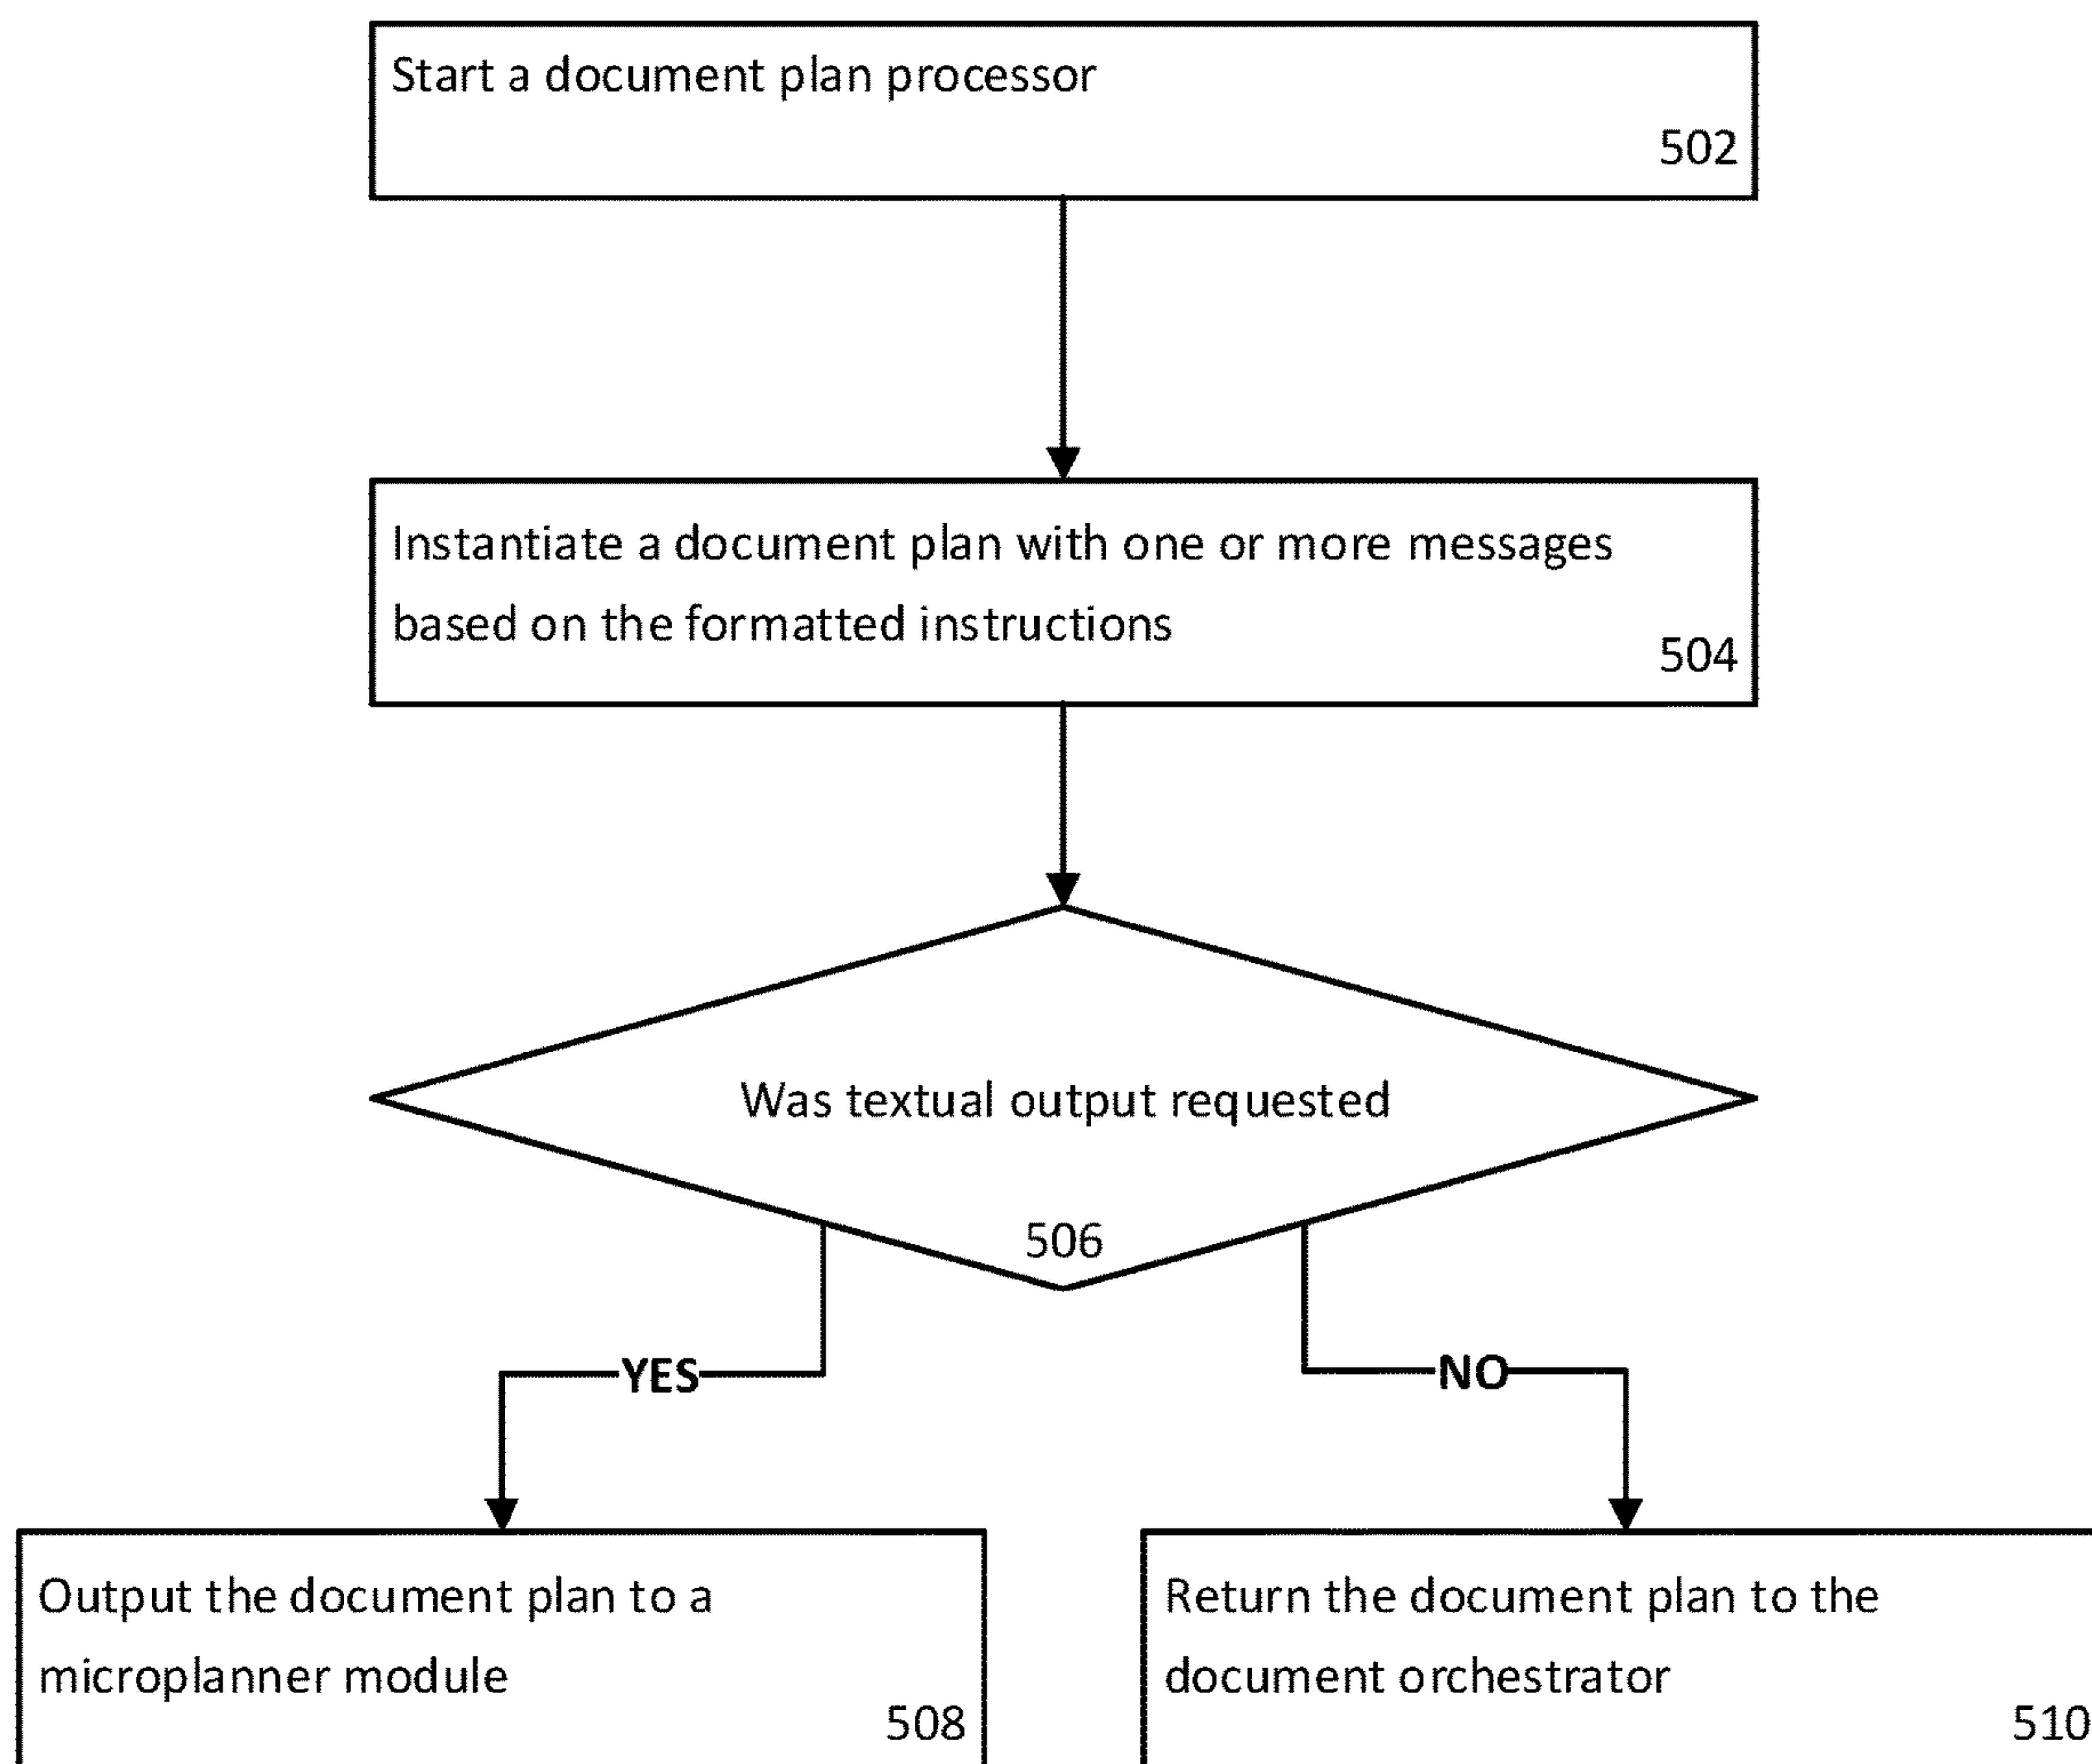 Start a document plan processor
502
Instantiate a document plan with one or more messages
based on the formatted instructions
504
Was textual output requested
506
YES
NO
Output the document plan to a
microplanner module
508
Return the document plan to the
document orchestrator
510